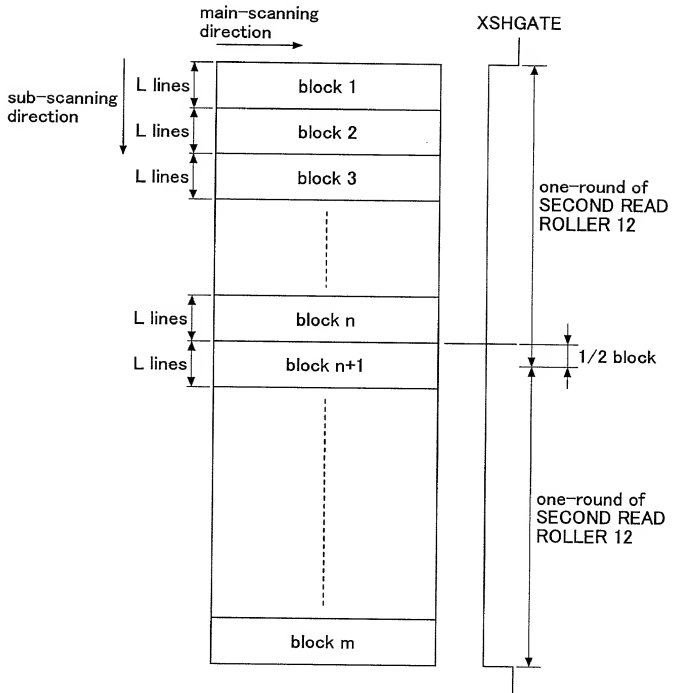 main-scanning
direction
XSHGATE
sub-scanning
direction
L lines
block 1
L lines
block 2
L lines
block 3
one-round of
SECOND READ
ROLLER 12
L lines
block n
L lines
block n+1
1/2 block
one-round of
SECOND READ
ROLLER 12
block m